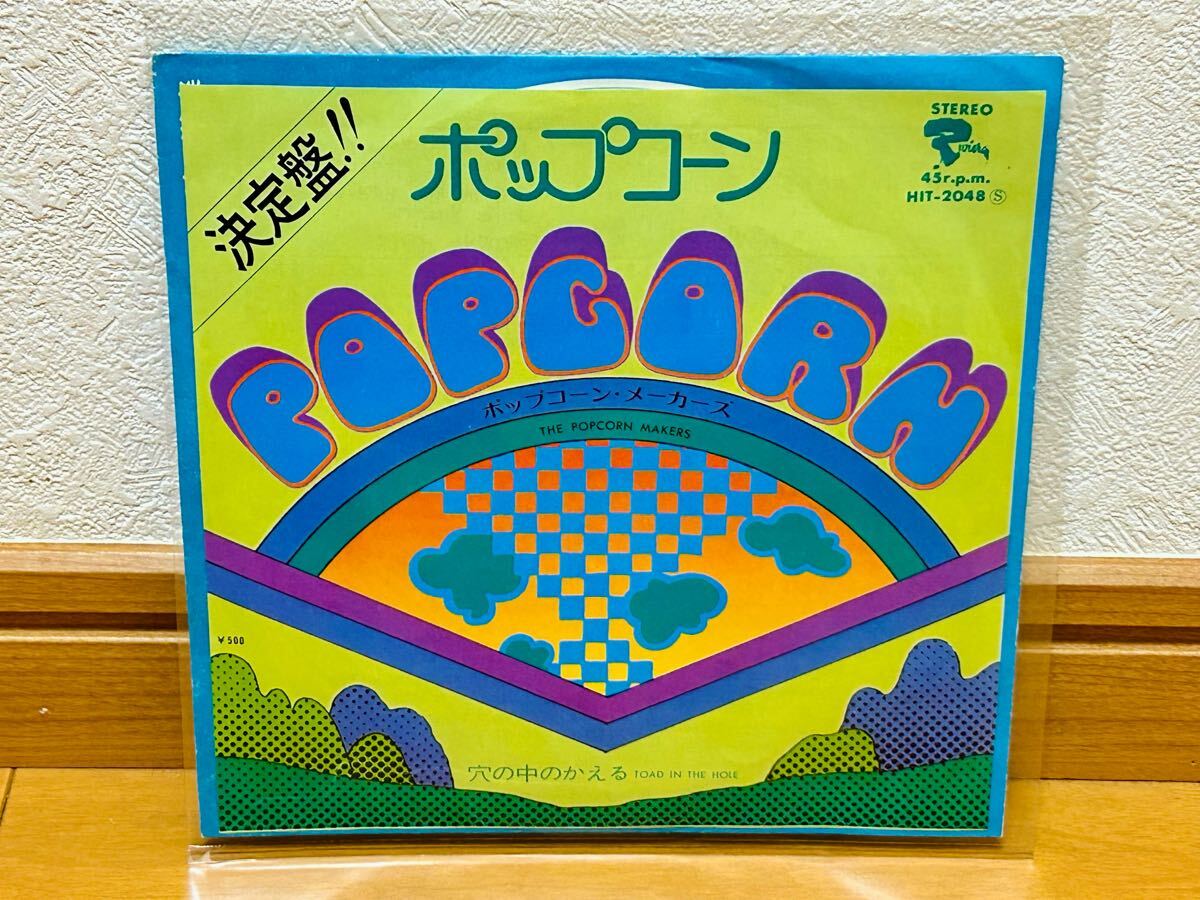 決定盤!!
ポップコーン
STEREO
Riviera
45r.p.m.
HIT-2048 Ⓢ
POPCORN
ポップコーン・メーカーズ
THE POPCORN MAKERS
¥500
穴の中のかえる TOAD IN THE HOLE